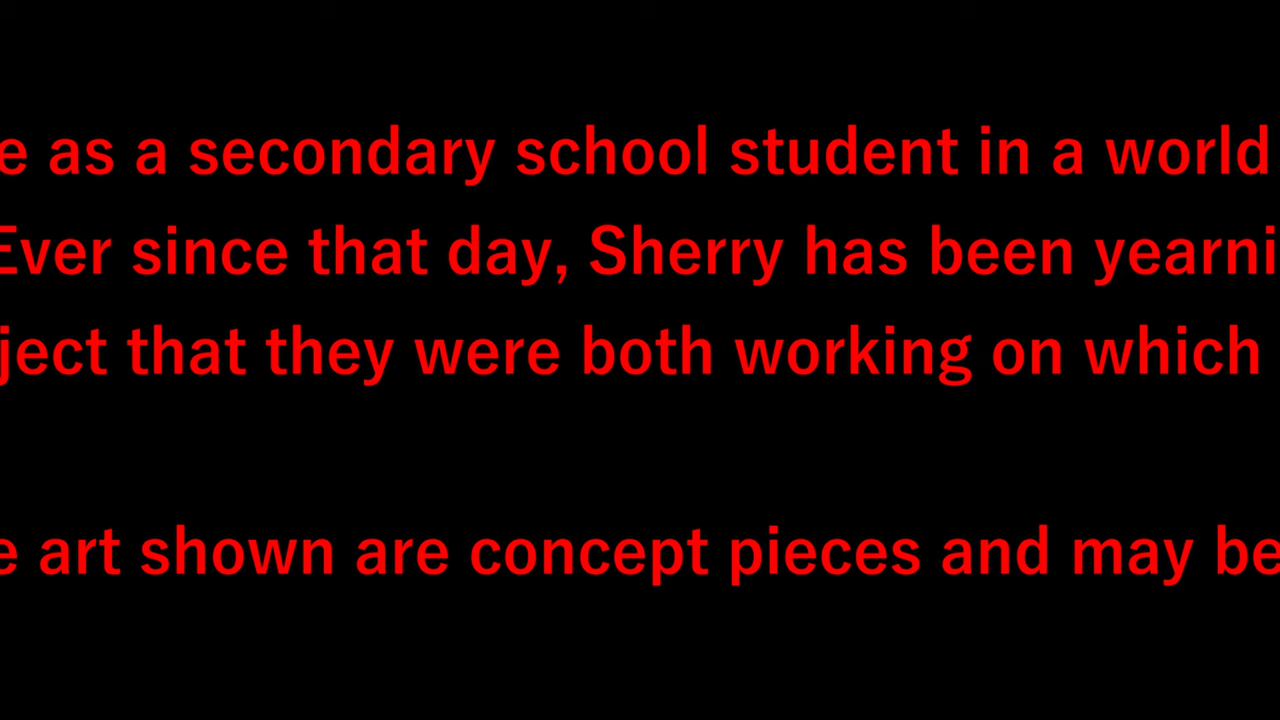 e as a secondary school student in a world
Ever since that day, Sherry has been yearni
ject that they were both working on which
e art shown are concept pieces and may be